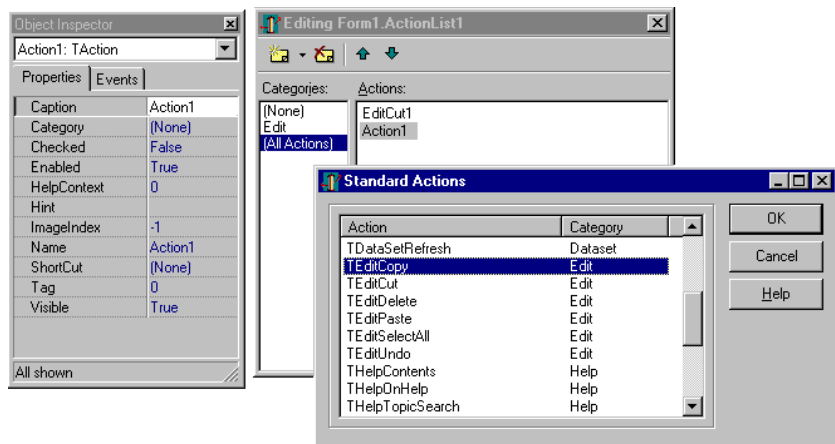 Object Inspector
Action1: TAction
Properties Events
Caption Action1
Category (None)
Checked False
Enabled True
HelpContext 0
Hint
ImageIndex -1
Name Action1
ShortCut (None)
Tag 0
Visible True
All shown
Editing Form1.ActionList1
Categories: Actions:
(None) EditCut1
Edit Action1
(All Actions)
Standard Actions
Action Category
TDataSetRefresh Dataset
TEditCopy Edit
TEditCut Edit
TEditDelete Edit
TEditPaste Edit
TEditSelectAll Edit
TEditUndo Edit
THelpContents Help
THelpOnHelp Help
THelpTopicSearch Help
OK
Cancel
Help